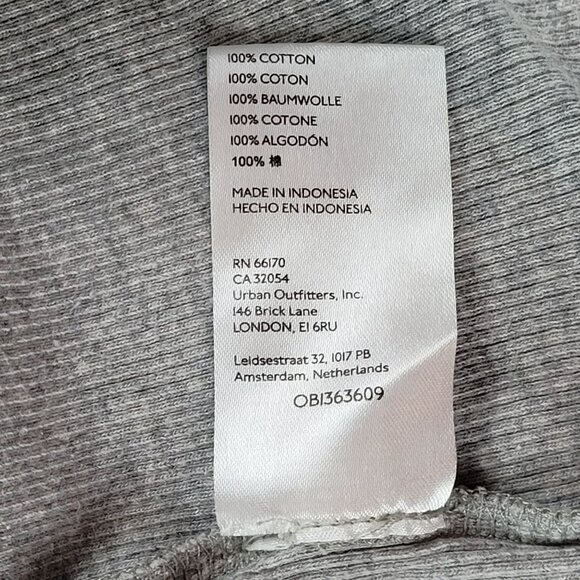 100% COTTON
100% COTON
100% BAUMWOLLE
100% COTONE
100% ALGODÓN
100% 棉
MADE IN INDONESIA
HECHO EN INDONESIA
RN 66170
CA 32054
Urban Outfitters, Inc.
146 Brick Lane
LONDON, E1 6RU
Leidsestraat 32, 1017 PB
Amsterdam, Netherlands
OB1363609